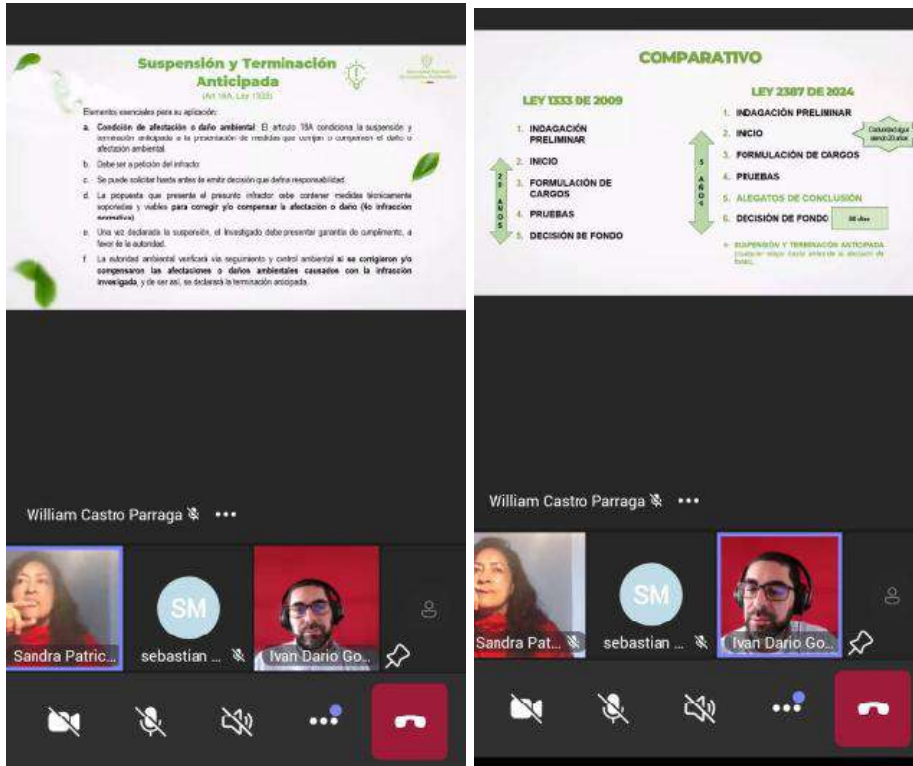 Suspensión y Terminación
Anticipada
Elementos esenciales para su aplicación:
a. Condición de afectación o daño ambiental: El artículo 18A condiciona la suspensión y
terminación anticipada a la presentación de medidas que corrijan o compensen el daño o
afectación ambiental.
b. Debe ser a petición del infractor
c. Se puede solicitar hasta antes de emitir decisión que defina responsabilidad.
d. La propuesta que presente el presunto infractor debe contener medidas técnicamente
soportadas y viables para corregir y/o compensar la afectación o daño (No infracción
normativa)
e. Una vez declarada la suspensión, el Investigado debe presentar garantía de cumplimiento, a
favor de la autoridad.
f. La autoridad ambiental verificará vía seguimiento y control ambiental si se corrigieron y/o
compensaron las afectaciones o daños ambientales causados con la infracción
investigada, y de ser así, se declarará la terminación anticipada.
William Castro Parraga
SM
Sandra Patric...
sebastian ...
Ivan Dario Go...
COMPARATIVO
LEY 1333 DE 2009
1. INDAGACIÓN
PRELIMINAR
2. INICIO
3. FORMULACIÓN DE
CARGOS
4. PRUEBAS
5. DECISIÓN DE FONDO
20 AÑOS
LEY 2387 DE 2024
1. INDAGACIÓN PRELIMINAR
2. INICIO
3. FORMULACIÓN DE CARGOS
4. PRUEBAS
5. ALEGATOS DE CONCLUSIÓN
6. DECISIÓN DE FONDO
5 AÑOS
Caducidad sigue
siendo 20 años
SUSPENSIÓN Y TERMINACIÓN ANTICIPADA
William Castro Parraga
SM
Sandra Pat...
sebastian ...
Ivan Dario Go...